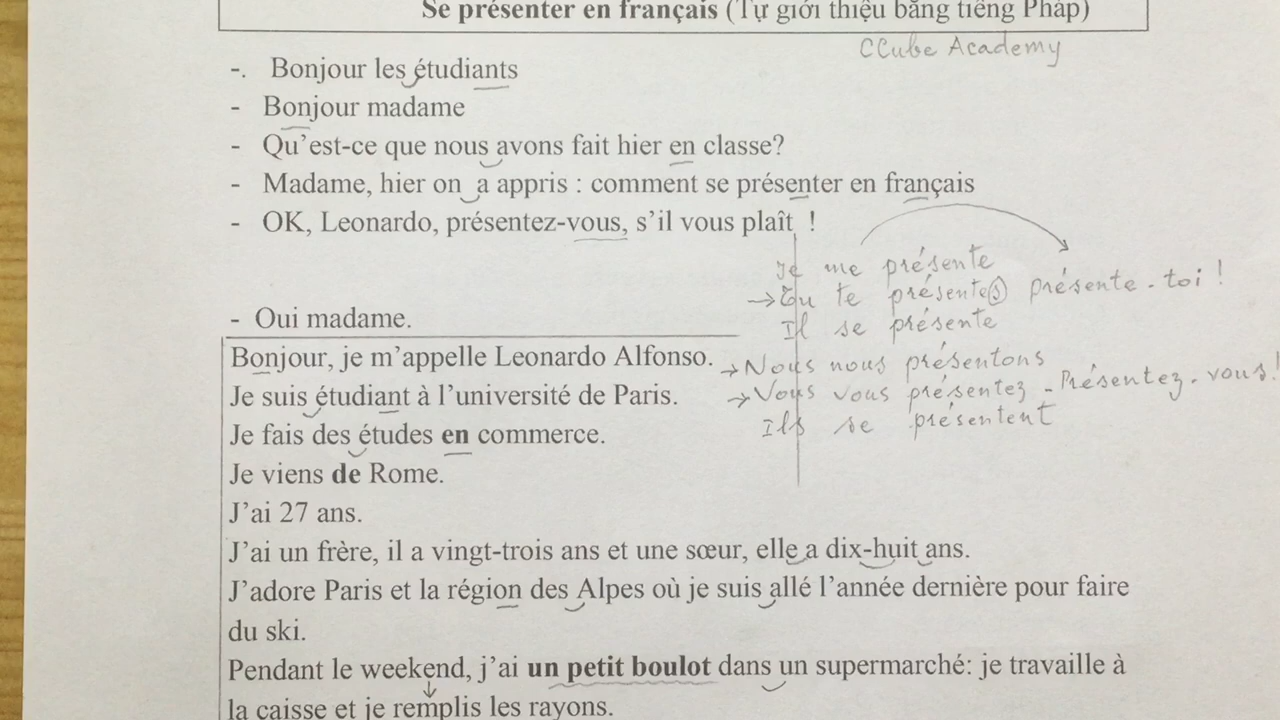 Se présenter en français (Tự giới thiệu bằng tiếng Pháp)
CCube Academy
-. Bonjour les étudiants
- Bonjour madame
- Qu’est-ce que nous avons fait hier en classe?
- Madame, hier on a appris : comment se présenter en français
- OK, Leonardo, présentez-vous, s’il vous plaît !
Je me présente
→ Tu te présente(s) présente-toi !
Il se présente
- Oui madame.
→ Nous nous présentons
→ Vous vous présentez - Présentez-vous!
Ils se présentent
Bonjour, je m’appelle Leonardo Alfonso.
Je suis étudiant à l’université de Paris.
Je fais des études en commerce.
Je viens de Rome.
J’ai 27 ans.
J’ai un frère, il a vingt-trois ans et une sœur, elle a dix-huit ans.
J’adore Paris et la région des Alpes où je suis allé l’année dernière pour faire
du ski.
Pendant le weekend, j’ai un petit boulot dans un supermarché: je travaille à
la caisse et je remplis les rayons.